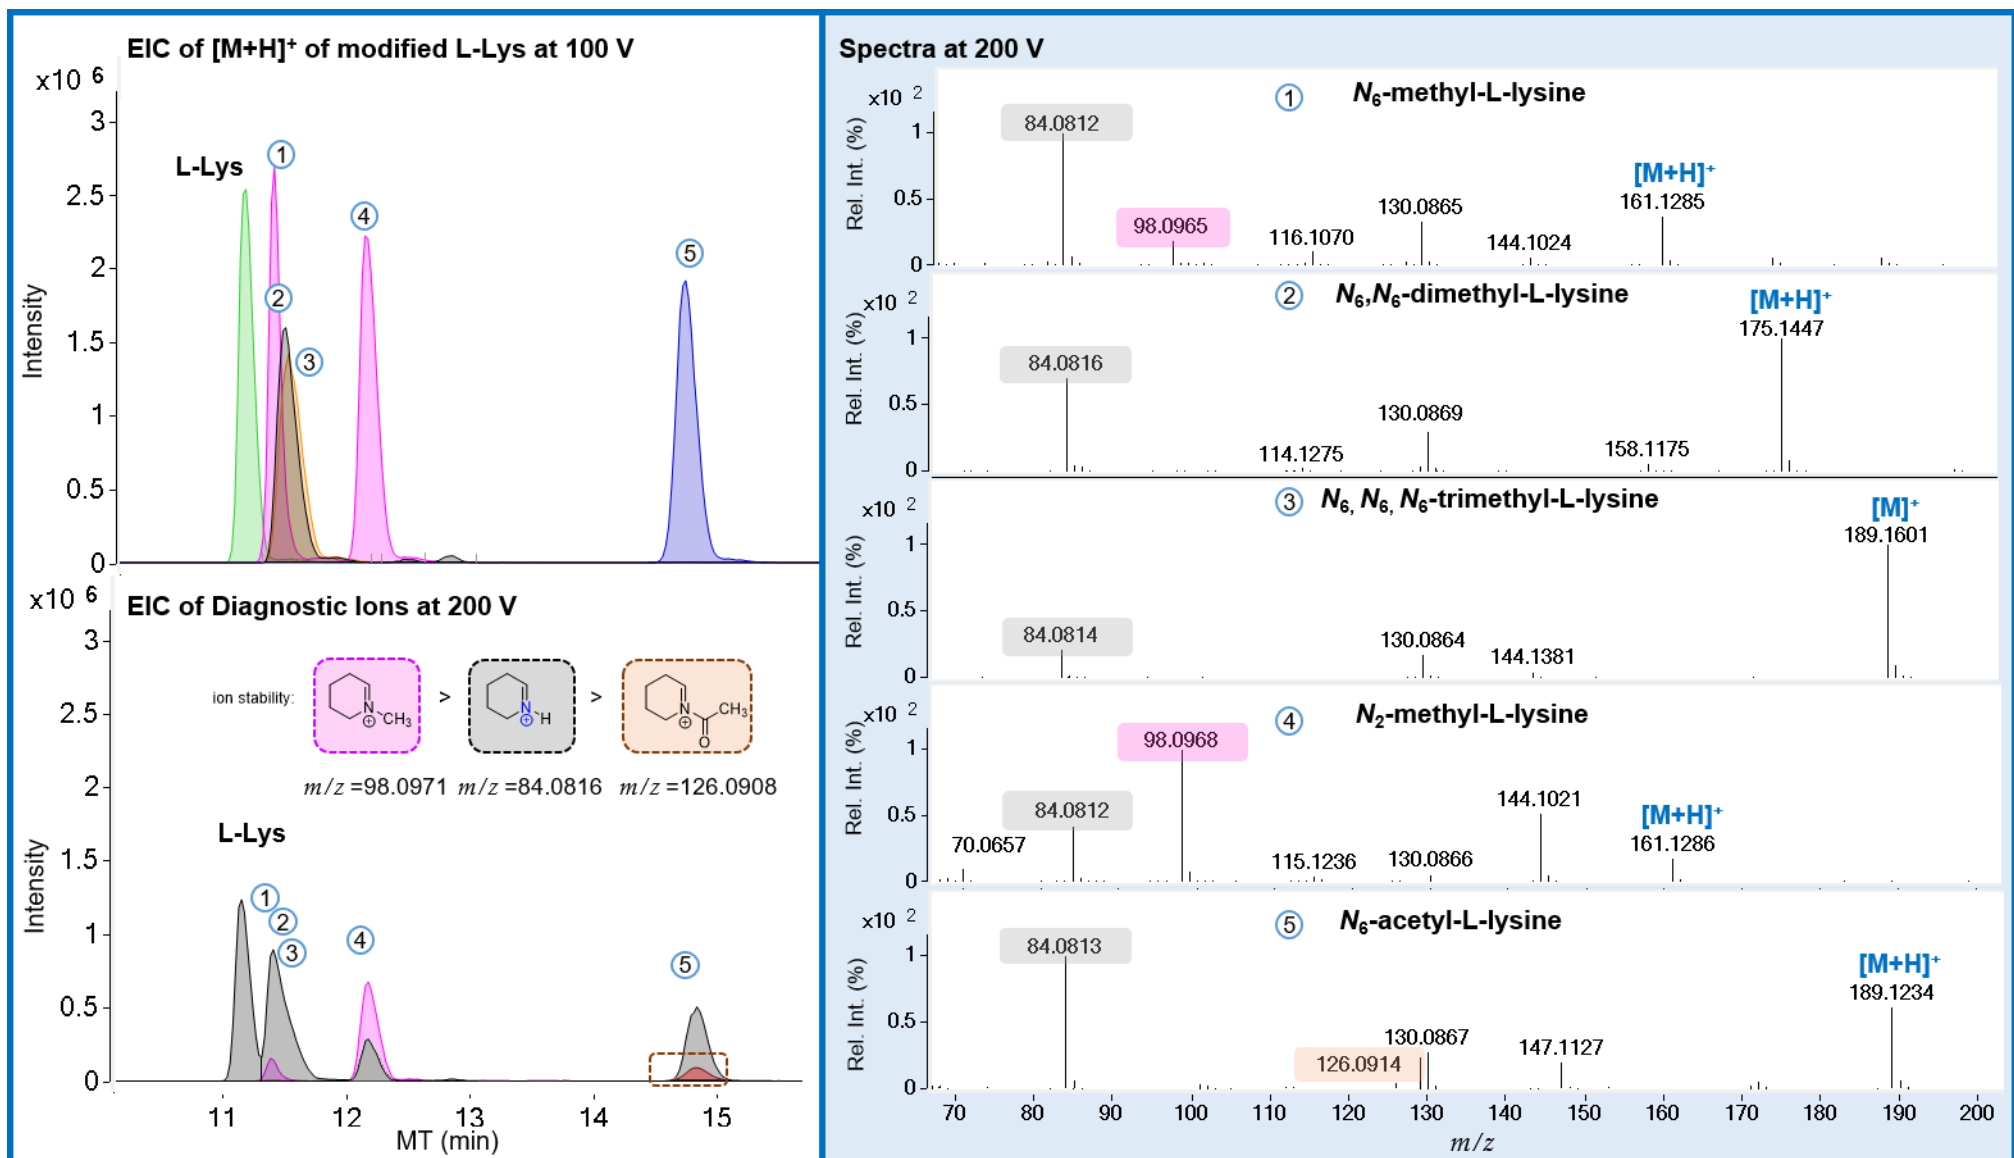 EIC of [M+H]⁺ of modified L-Lys at 100 V
x10 6
3
2.5
2
1.5
1
0.5
0
Intensity
L-Lys
1
2
3
4
5
EIC of Diagnostic Ions at 200 V
x10 6
3
2.5
2
1.5
1
0.5
0
Intensity
ion stability:
N
⊕
CH₃
>
N
⊕
H
>
N
⊕
CH₃
O
m/z =98.0971
m/z =84.0816
m/z =126.0908
L-Lys
1
2
3
4
5
11
12
13
14
15
MT (min)
Spectra at 200 V
x10 2
1
0.5
0
Rel. Int. (%)
1
N₆-methyl-L-lysine
84.0812
98.0965
116.1070
130.0865
144.1024
[M+H]⁺
161.1285
x10 2
1
0.5
0
Rel. Int. (%)
2
N₆,N₆-dimethyl-L-lysine
84.0816
114.1275
130.0869
158.1175
[M+H]⁺
175.1447
x10 2
1
0.5
0
Rel. Int. (%)
3
N₆, N₆, N₆-trimethyl-L-lysine
84.0814
130.0864
144.1381
[M]⁺
189.1601
x10 2
1
0.5
0
Rel. Int. (%)
4
N₂-methyl-L-lysine
70.0657
84.0812
98.0968
115.1236
130.0866
144.1021
[M+H]⁺
161.1286
x10 2
1
0.5
0
Rel. Int. (%)
5
N₆-acetyl-L-lysine
84.0813
126.0914
130.0867
147.1127
[M+H]⁺
189.1234
70
80
90
100
110
120
130
140
150
160
170
180
190
200
m/z